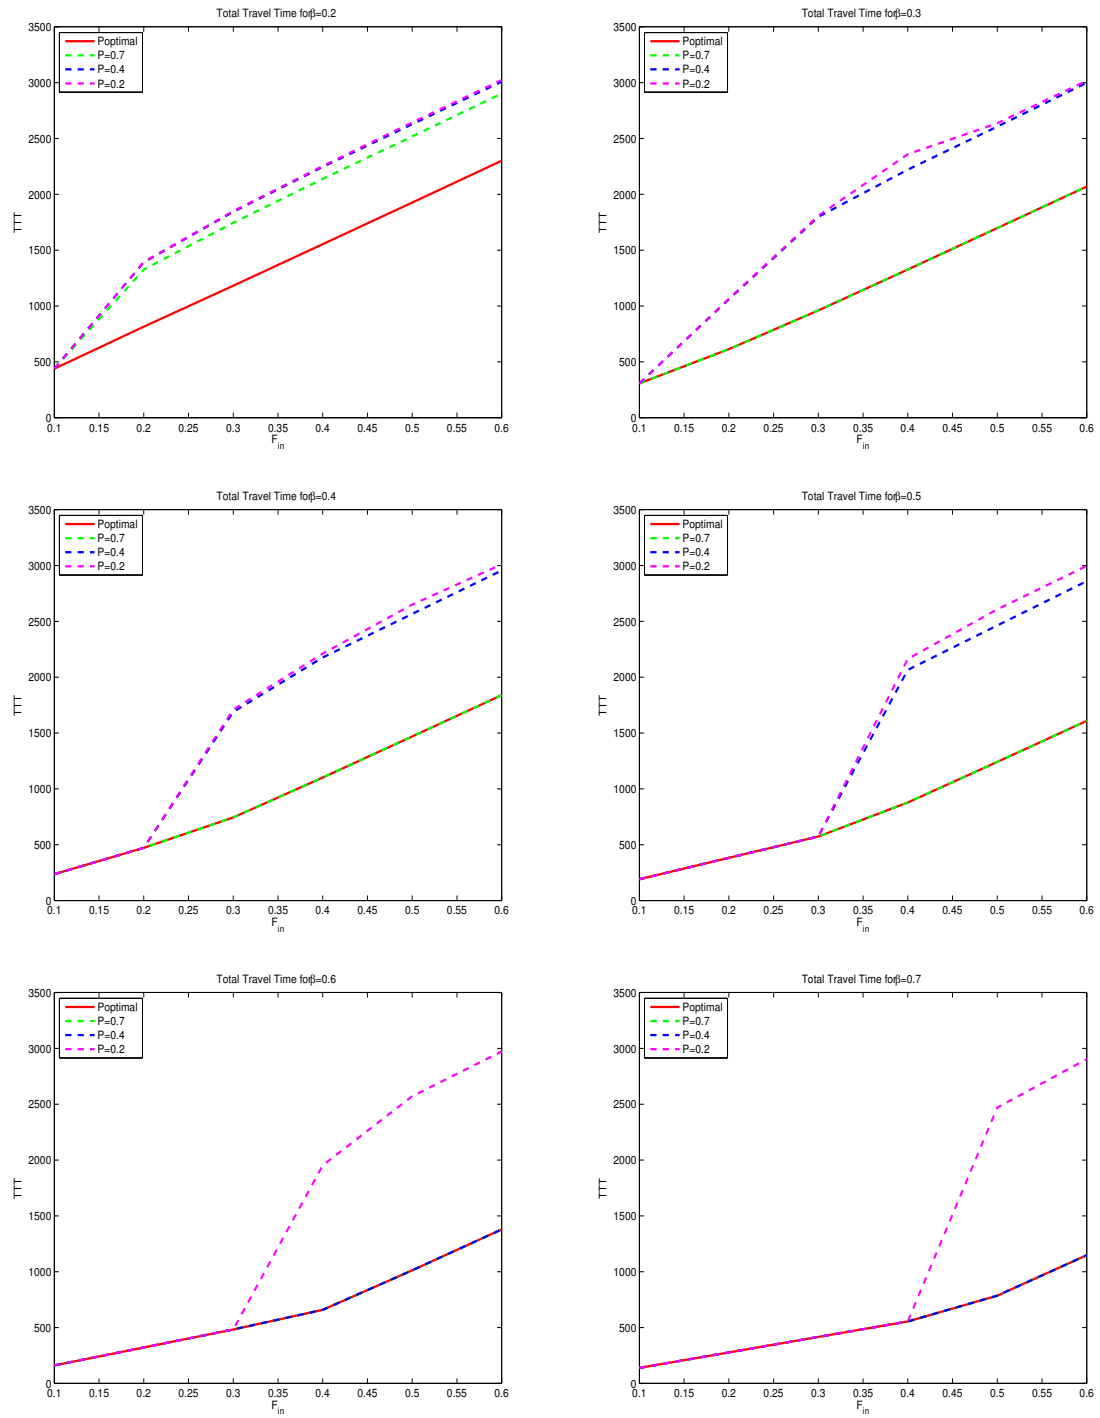 Total Travel Time forβ=0.2
Poptimal
P=0.7
P=0.4
P=0.2
3500
3000
2500
2000
1500
1000
500
0
TTT
0.1 0.15 0.2 0.25 0.3 0.35 0.4 0.45 0.5 0.55 0.6
F_in
Total Travel Time forβ=0.3
Poptimal
P=0.7
P=0.4
P=0.2
3500
3000
2500
2000
1500
1000
500
0
TTT
0.1 0.15 0.2 0.25 0.3 0.35 0.4 0.45 0.5 0.55 0.6
F_in
Total Travel Time forβ=0.4
Poptimal
P=0.7
P=0.4
P=0.2
3500
3000
2500
2000
1500
1000
500
0
TTT
0.1 0.15 0.2 0.25 0.3 0.35 0.4 0.45 0.5 0.55 0.6
F_in
Total Travel Time forβ=0.5
Poptimal
P=0.7
P=0.4
P=0.2
3500
3000
2500
2000
1500
1000
500
0
TTT
0.1 0.15 0.2 0.25 0.3 0.35 0.4 0.45 0.5 0.55 0.6
F_in
Total Travel Time forβ=0.6
Poptimal
P=0.7
P=0.4
P=0.2
3500
3000
2500
2000
1500
1000
500
0
TTT
0.1 0.15 0.2 0.25 0.3 0.35 0.4 0.45 0.5 0.55 0.6
F_in
Total Travel Time forβ=0.7
Poptimal
P=0.7
P=0.4
P=0.2
3500
3000
2500
2000
1500
1000
500
0
TTT
0.1 0.15 0.2 0.25 0.3 0.35 0.4 0.45 0.5 0.55 0.6
F_in